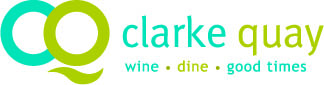 clarke quay
wine • dine • good times